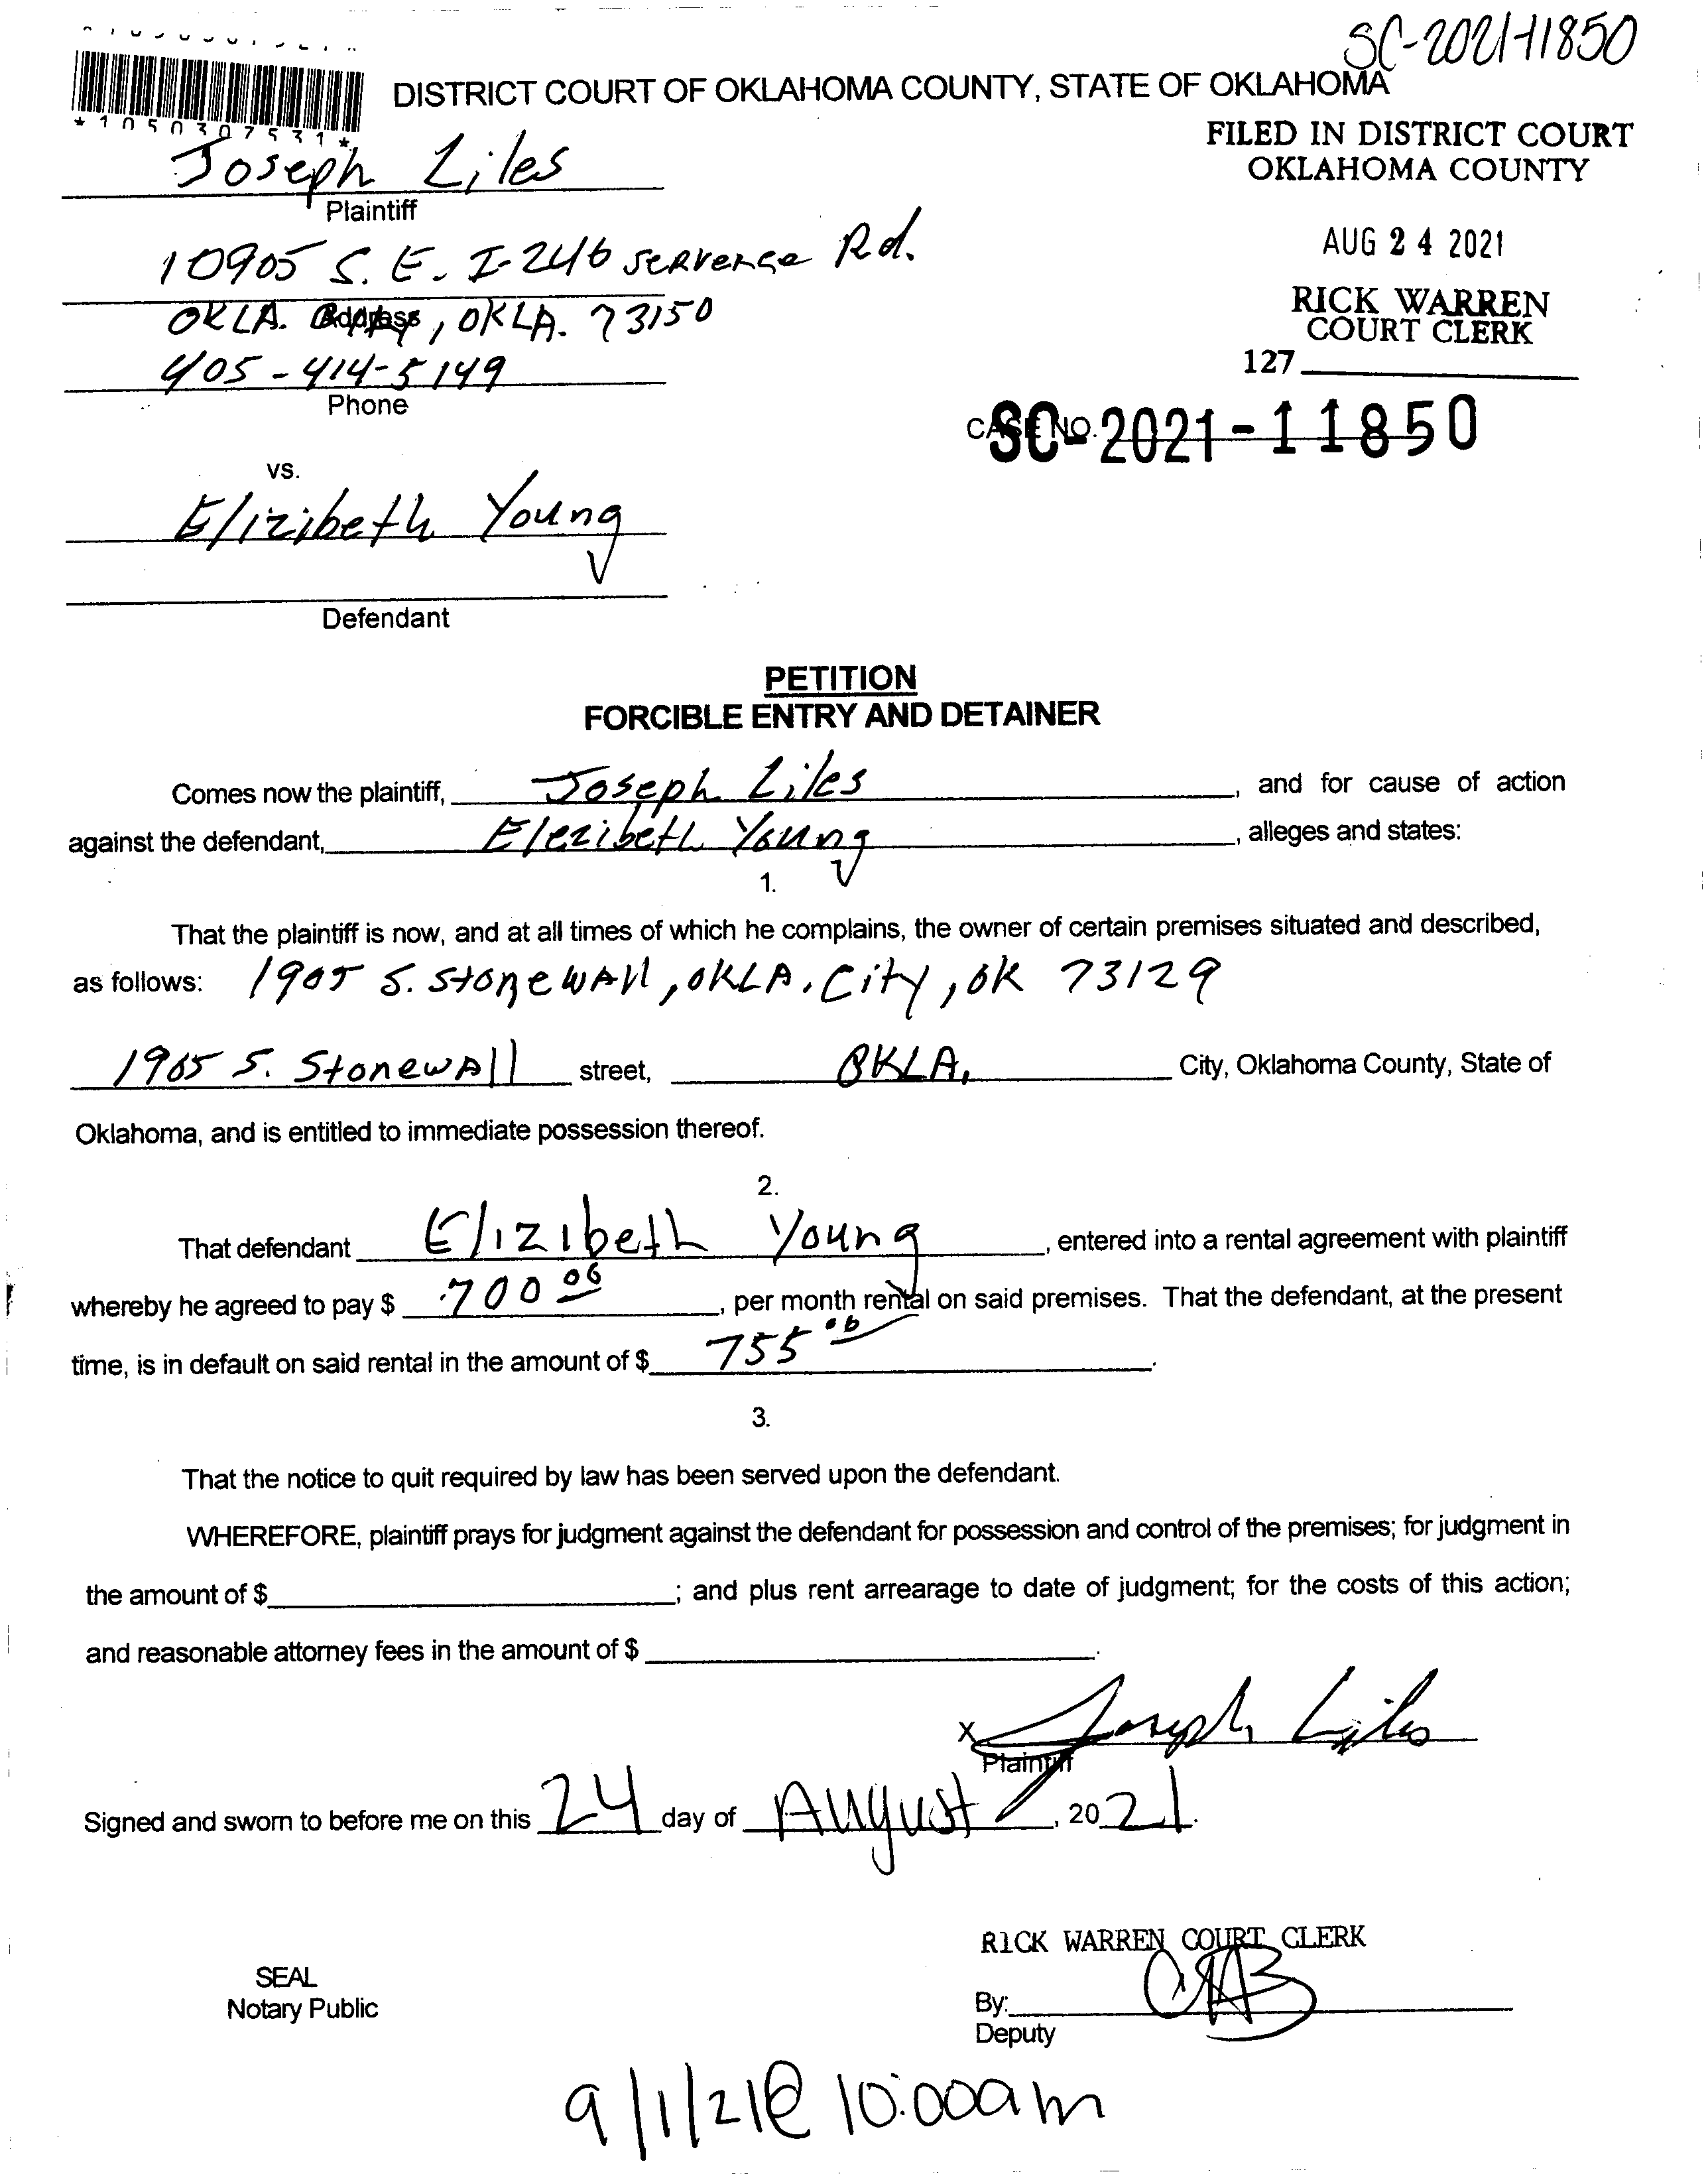 SC-2021-11850
*1050307531*
DISTRICT COURT OF OKLAHOMA COUNTY, STATE OF OKLAHOMA
FILED IN DISTRICT COURT
OKLAHOMA COUNTY
Joseph Liles
Plaintiff
AUG 24 2021
10905 S. E. I-246 Rd.
RICK WARREN
COURT CLERK
OKLA. Address, OKLA. 73150
127
405-414-5149
Phone
CASE NO. SC-2021-11850
vs.
Elizibeth Young
Defendant
PETITION
FORCIBLE ENTRY AND DETAINER
Comes now the plaintiff, Joseph Liles, and for cause of action
against the defendant, Elezibeth Young, alleges and states:
1.
That the plaintiff is now, and at all times of which he complains, the owner of certain premises situated and described,
as follows: 1905 S. Stonewall, OKLA. City, OK 73129
1905 S. Stonewall street, OKLA, City, Oklahoma County, State of
Oklahoma, and is entitled to immediate possession thereof.
2.
That defendant Elizibeth Young, entered into a rental agreement with plaintiff
whereby he agreed to pay $ 700 00, per month rental on said premises. That the defendant, at the present
time, is in default on said rental in the amount of $ 755 00.
3.
That the notice to quit required by law has been served upon the defendant.
WHEREFORE, plaintiff prays for judgment against the defendant for possession and control of the premises; for judgment in
the amount of $ ; and plus rent arrearage to date of judgment; for the costs of this action;
and reasonable attorney fees in the amount of $ .
X Joseph Liles
Plaintiff
Signed and sworn to before me on this 24 day of August, 2021.
RICK WARREN COURT CLERK
SEAL
Notary Public
By:
Deputy
9/1/21@ 10:00am